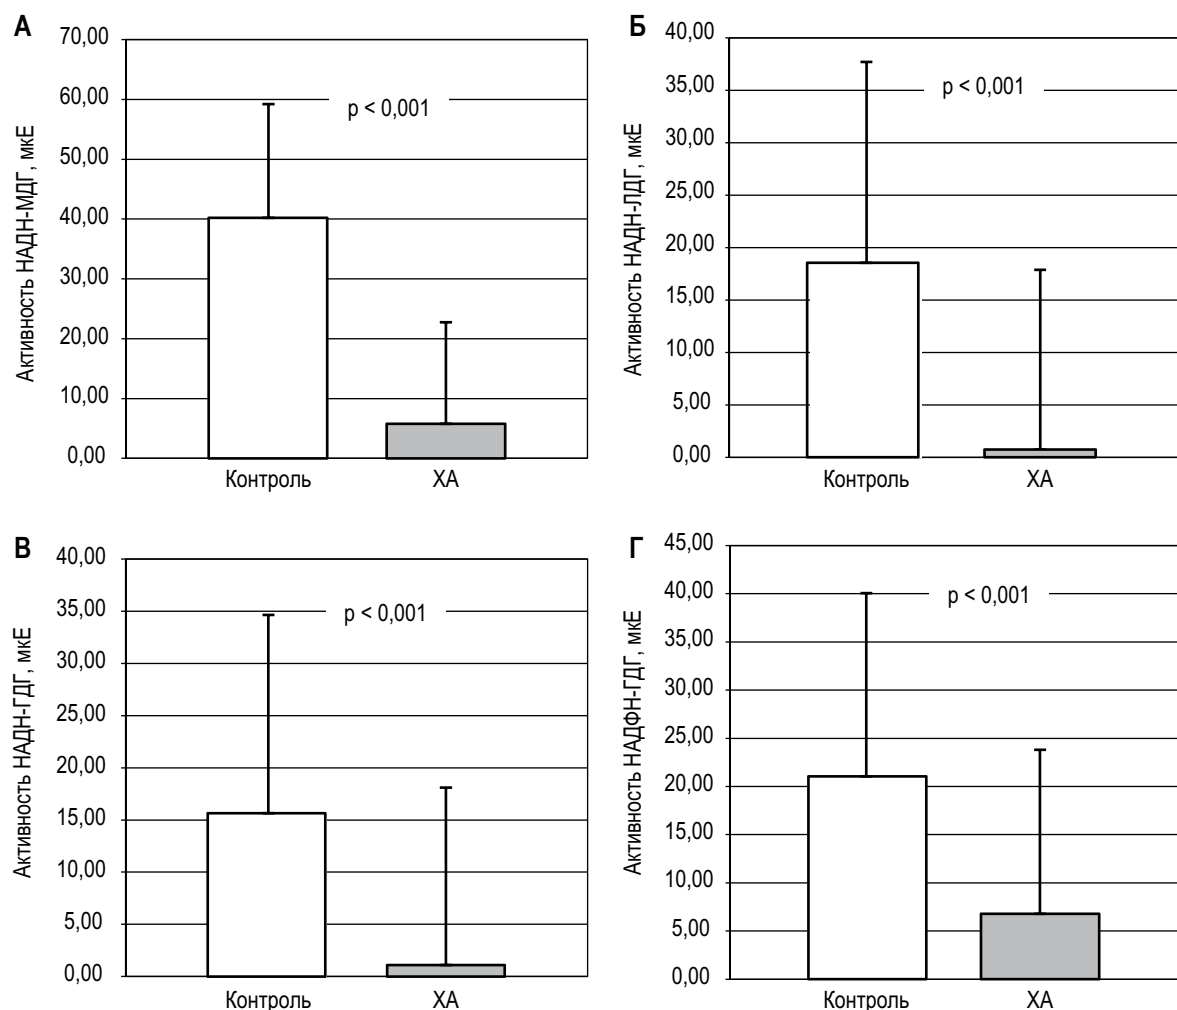 А
Активность НАДН-МДГ, мкЕ
70,00
60,00
50,00
40,00
30,00
20,00
10,00
0,00
p < 0,001
Контроль
ХА
Б
Активность НАДН-ЛДГ, мкЕ
40,00
35,00
30,00
25,00
20,00
15,00
10,00
5,00
0,00
p < 0,001
Контроль
ХА
В
Активность НАДН-ГДГ, мкЕ
40,00
35,00
30,00
25,00
20,00
15,00
10,00
5,00
0,00
p < 0,001
Контроль
ХА
Г
Активность НАДФН-ГДГ, мкЕ
45,00
40,00
35,00
30,00
25,00
20,00
15,00
10,00
5,00
0,00
p < 0,001
Контроль
ХА